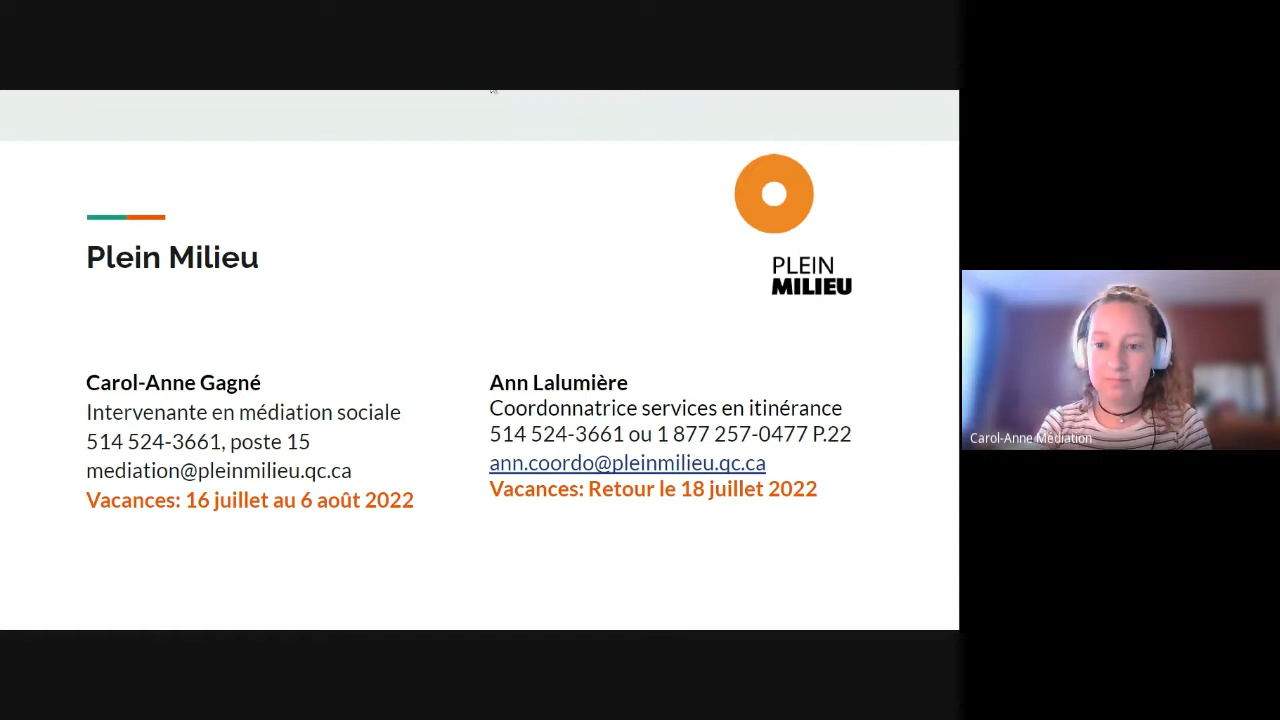 Plein Milieu
PLEIN
MILIEU
Carol-Anne Gagné
Intervenante en médiation sociale
514 524-3661, poste 15
mediation@pleinmilieu.qc.ca
Vacances: 16 juillet au 6 août 2022
Ann Lalumière
Coordonnatrice services en itinérance
514 524-3661 ou 1 877 257-0477 P.22
ann.coordo@pleinmilieu.qc.ca
Vacances: Retour le 18 juillet 2022
Carol-Anne Médiation